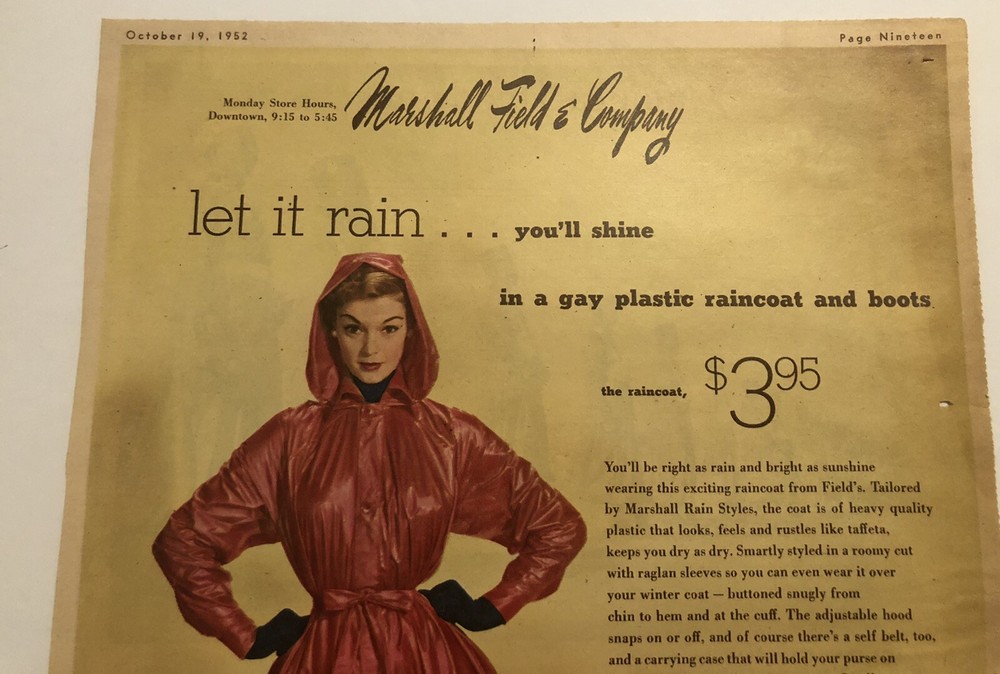 October 19, 1952
Page Nineteen
Monday Store Hours,
Downtown, 9:15 to 5:45
Marshall Field & Company
let it rain . . . you'll shine
in a gay plastic raincoat and boots
the raincoat, $3 95
You'll be right as rain and bright as sunshine
wearing this exciting raincoat from Field's. Tailored
by Marshall Rain Styles, the coat is of heavy quality
plastic that looks, feels and rustles like taffeta,
keeps you dry as dry. Smartly styled in a roomy cut
with raglan sleeves so you can even wear it over
your winter coat — buttoned snugly from
chin to hem and at the cuff. The adjustable hood
snaps on or off, and of course there's a self belt, too,
and a carrying case that will hold your purse on